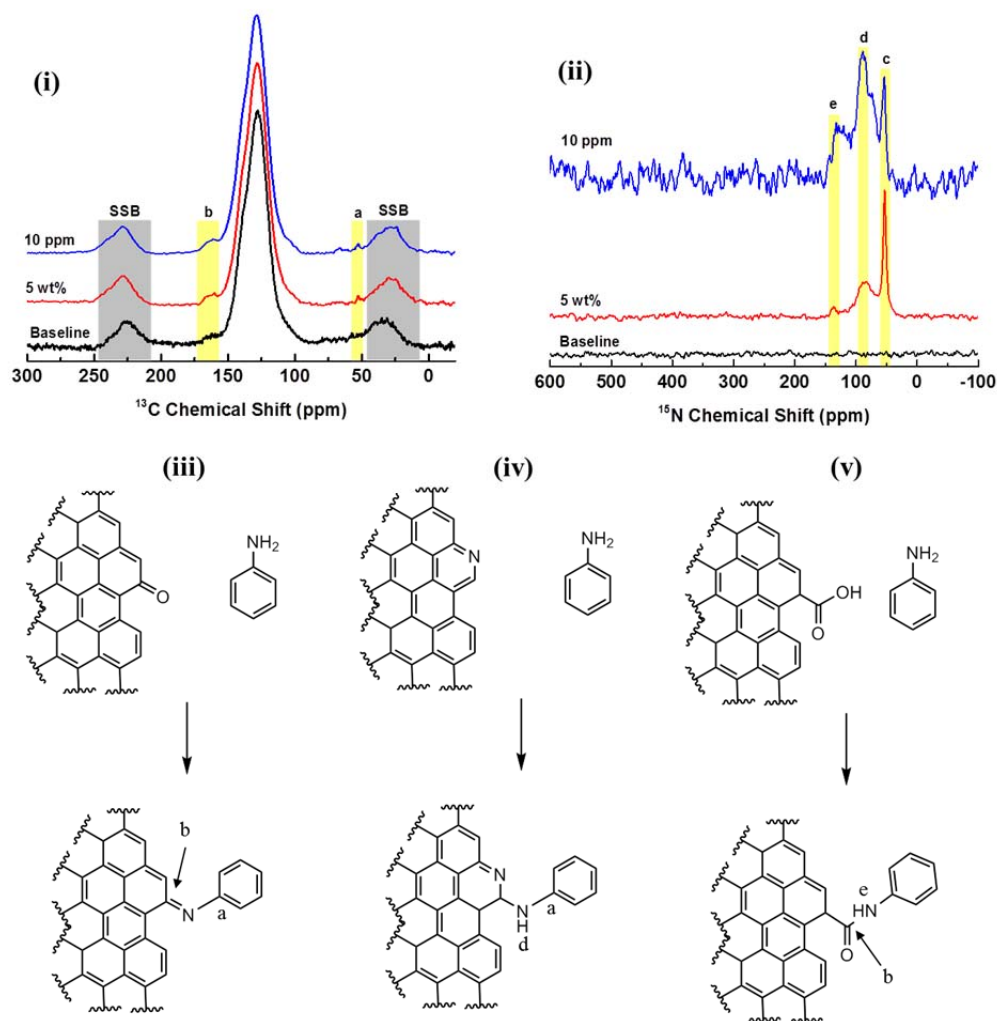 (i)
SSB
b
a
SSB
10 ppm
5 wt%
Baseline
300 250 200 150 100 50 0
13C Chemical Shift (ppm)
(ii)
d
c
e
10 ppm
5 wt%
Baseline
600 500 400 300 200 100 0 -100
15N Chemical Shift (ppm)
(iii)
(iv)
(v)
NH2
O
N
NH2
OH
O
NH2
b
N
a
N
N
H
a
d
e
HN
O
b